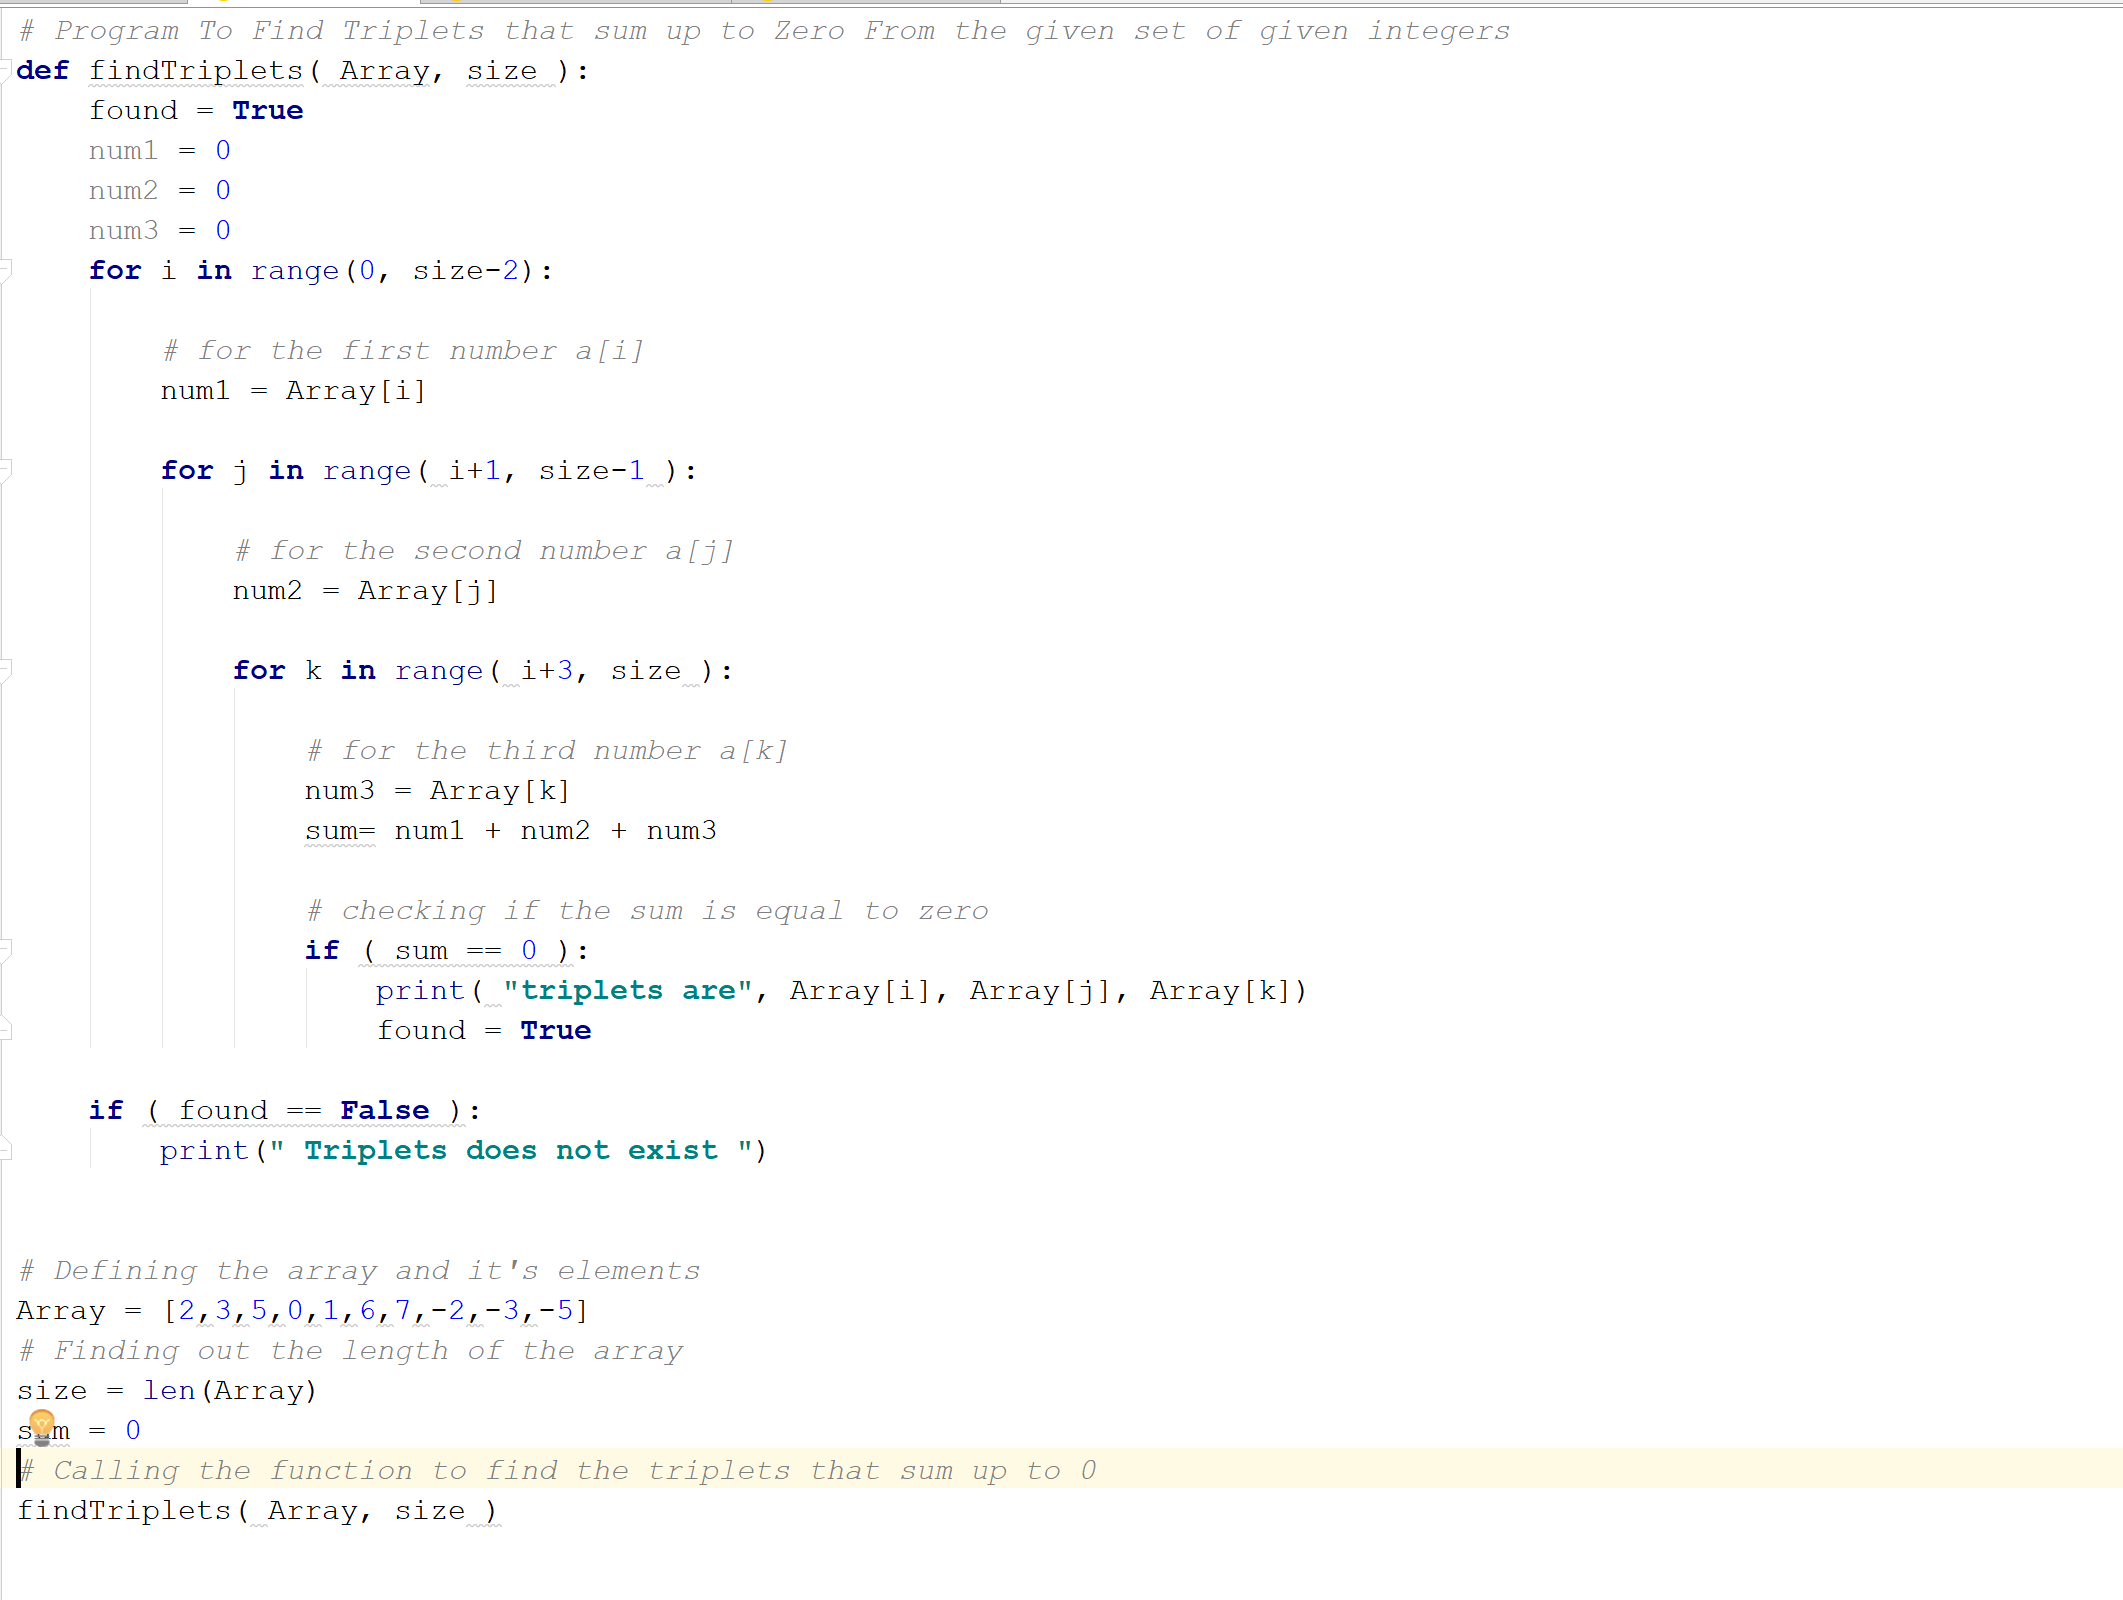 # Program To Find Triplets that sum up to Zero From the given set of given integers
def findTriplets( Array, size ):
    found = True
    num1 = 0
    num2 = 0
    num3 = 0
    for i in range(0, size-2):
        # for the first number a[i]
        num1 = Array[i]
        for j in range( i+1, size-1 ):
            # for the second number a[j]
            num2 = Array[j]
            for k in range( i+3, size ):
                # for the third number a[k]
                num3 = Array[k]
                sum= num1 + num2 + num3
                # checking if the sum is equal to zero
                if ( sum == 0 ):
                    print( "triplets are", Array[i], Array[j], Array[k])
                    found = True
    if ( found == False ):
        print(" Triplets does not exist ")
# Defining the array and it's elements
Array = [2,3,5,0,1,6,7,-2,-3,-5]
# Finding out the length of the array
size = len(Array)
sum = 0
# Calling the function to find the triplets that sum up to 0
findTriplets( Array, size )